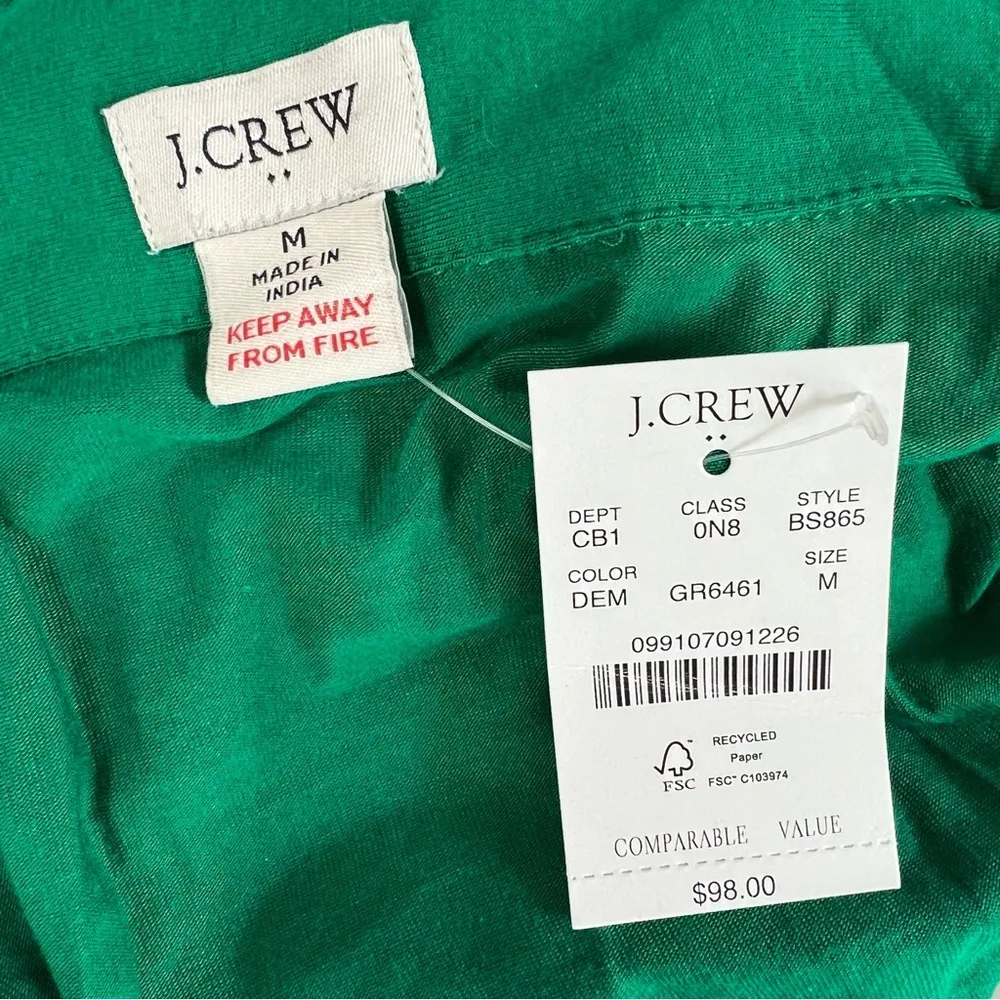 J.CREW
M
MADE IN
INDIA
KEEP AWAY
FROM FIRE
J.CREW
DEPT CLASS STYLE
CB1 0N8 BS865
COLOR SIZE
DEM GR6461 M
099107091226
RECYCLED
Paper
FSC™ C103974
FSC
COMPARABLE VALUE
$98.00